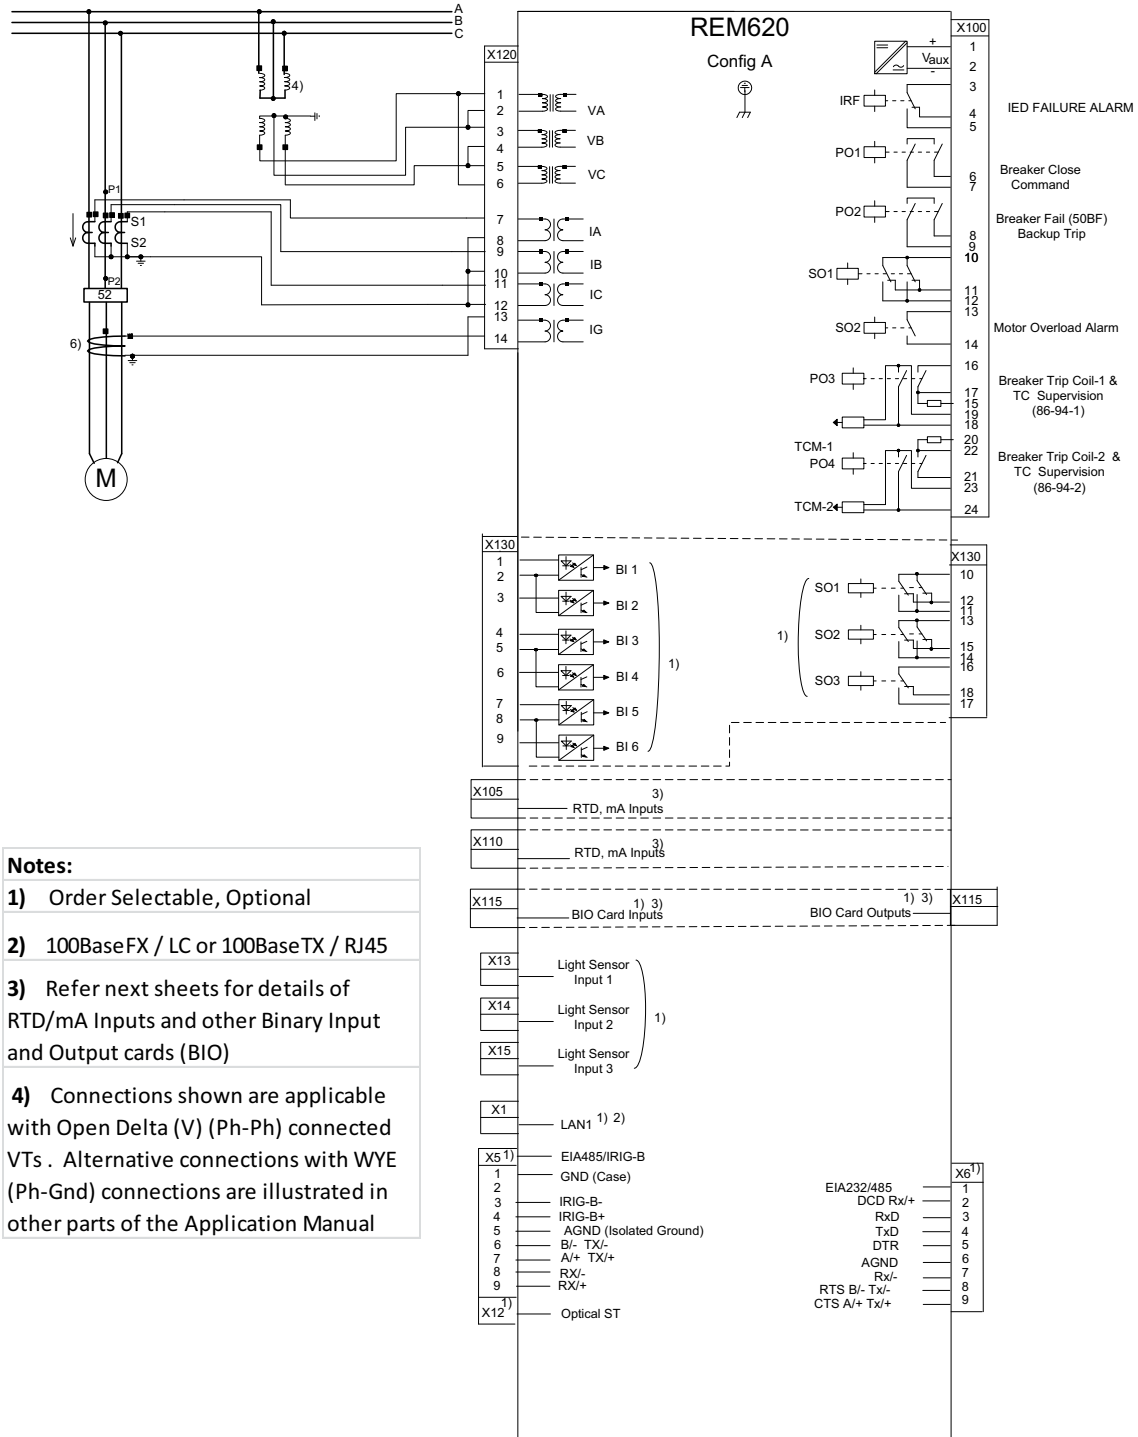 A
B
C
4)
P1
S1
S2
P2
52
6)
M
REM620
Config A
X120
1
2
3
4
5
6
7
8
9
10
11
12
13
14
VA
VB
VC
IA
IB
IC
IG
X100
+
Vaux
-
1
2
3
IRF
4
5
IED FAILURE ALARM
PO1
6
7
Breaker Close
Command
PO2
8
9
Breaker Fail (50BF)
Backup Trip
10
SO1
11
12
13
SO2
14
Motor Overload Alarm
16
PO3
17
15
19
18
Breaker Trip Coil-1 &
TC Supervision
(86-94-1)
20
TCM-1
22
PO4
21
23
TCM-2
24
Breaker Trip Coil-2 &
TC Supervision
(86-94-2)
X130
1
2
3
4
5
6
7
8
9
BI 1
BI 2
BI 3
BI 4
BI 5
BI 6
1)
X130
1)
SO1
SO2
SO3
10
12
11
13
15
14
16
18
17
X105
3)
RTD, mA Inputs
X110
3)
RTD, mA Inputs
X115
1) 3)
BIO Card Inputs
1) 3)
BIO Card Outputs
X115
X13
Light Sensor
Input 1
X14
Light Sensor
Input 2
1)
X15
Light Sensor
Input 3
X1
LAN1 1) 2)
X5 1)
EIA485/IRIG-B
1
GND (Case)
2
3
IRIG-B-
4
IRIG-B+
5
AGND (Isolated Ground)
6
B/- TX/-
7
A/+ TX/+
8
RX/-
9
RX/+
X12 1)
Optical ST
X6 1)
EIA232/485
1
DCD Rx/+
2
RxD
3
TxD
4
DTR
5
AGND
6
Rx/-
7
RTS B/- Tx/-
8
CTS A/+ Tx/+
9
Notes:
1) Order Selectable, Optional
2) 100BaseFX / LC or 100BaseTX / RJ45
3) Refer next sheets for details of
RTD/mA Inputs and other Binary Input
and Output cards (BIO)
4) Connections shown are applicable
with Open Delta (V) (Ph-Ph) connected
VTs . Alternative connections with WYE
(Ph-Gnd) connections are illustrated in
other parts of the Application Manual